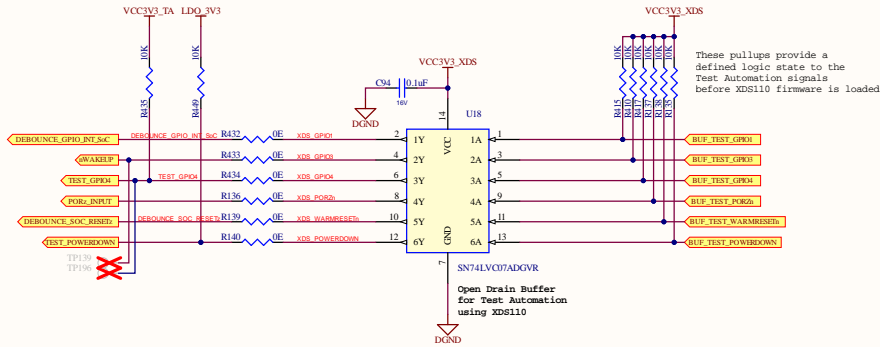 VCC3V3_TA LDO_3V3 VCC3V3_XDS
10K 10K 10K 10K 10K 10K 10K 10K
These pullups provide a
defined logic state to the
Test Automation signals
before XDS110 firmware is loaded
VCC3V3_XDS
C94 0.1uF
16V
R435 R449 R415 R410 R417 R137 R138 R135
DGND
14 U18
VCC
DEBOUNCE_GPIO_INT_SoC DEBOUNCE_GPIO_INT_SoC R432 0E XDS_GPIO1 2 1Y 1A 1 BUF_TEST_GPIO1
nWAKEUP R433 0E XDS_GPIO3 4 2Y 2A 3 BUF_TEST_GPIO3
TEST_GPIO4 TEST_GPIO4 R434 0E XDS_GPIO4 6 3Y 3A 5 BUF_TEST_GPIO4
PORz_INPUT R136 0E XDS_PORZn 8 4Y 4A 9 BUF_TEST_PORZn
DEBOUNCE_SOC_RESETz DEBOUNCE_SOC_RESETz R139 0E XDS_WARMRESETn 10 5Y 5A 11 BUF_TEST_WARMRESETn
TEST_POWERDOWN R140 0E XDS_POWERDOWN 12 6Y 6A 13 BUF_TEST_POWERDOWN
GND
TP139
TP196
7 SN74LVC07ADGVR
Open Drain Buffer
for Test Automation
using XDS110
DGND